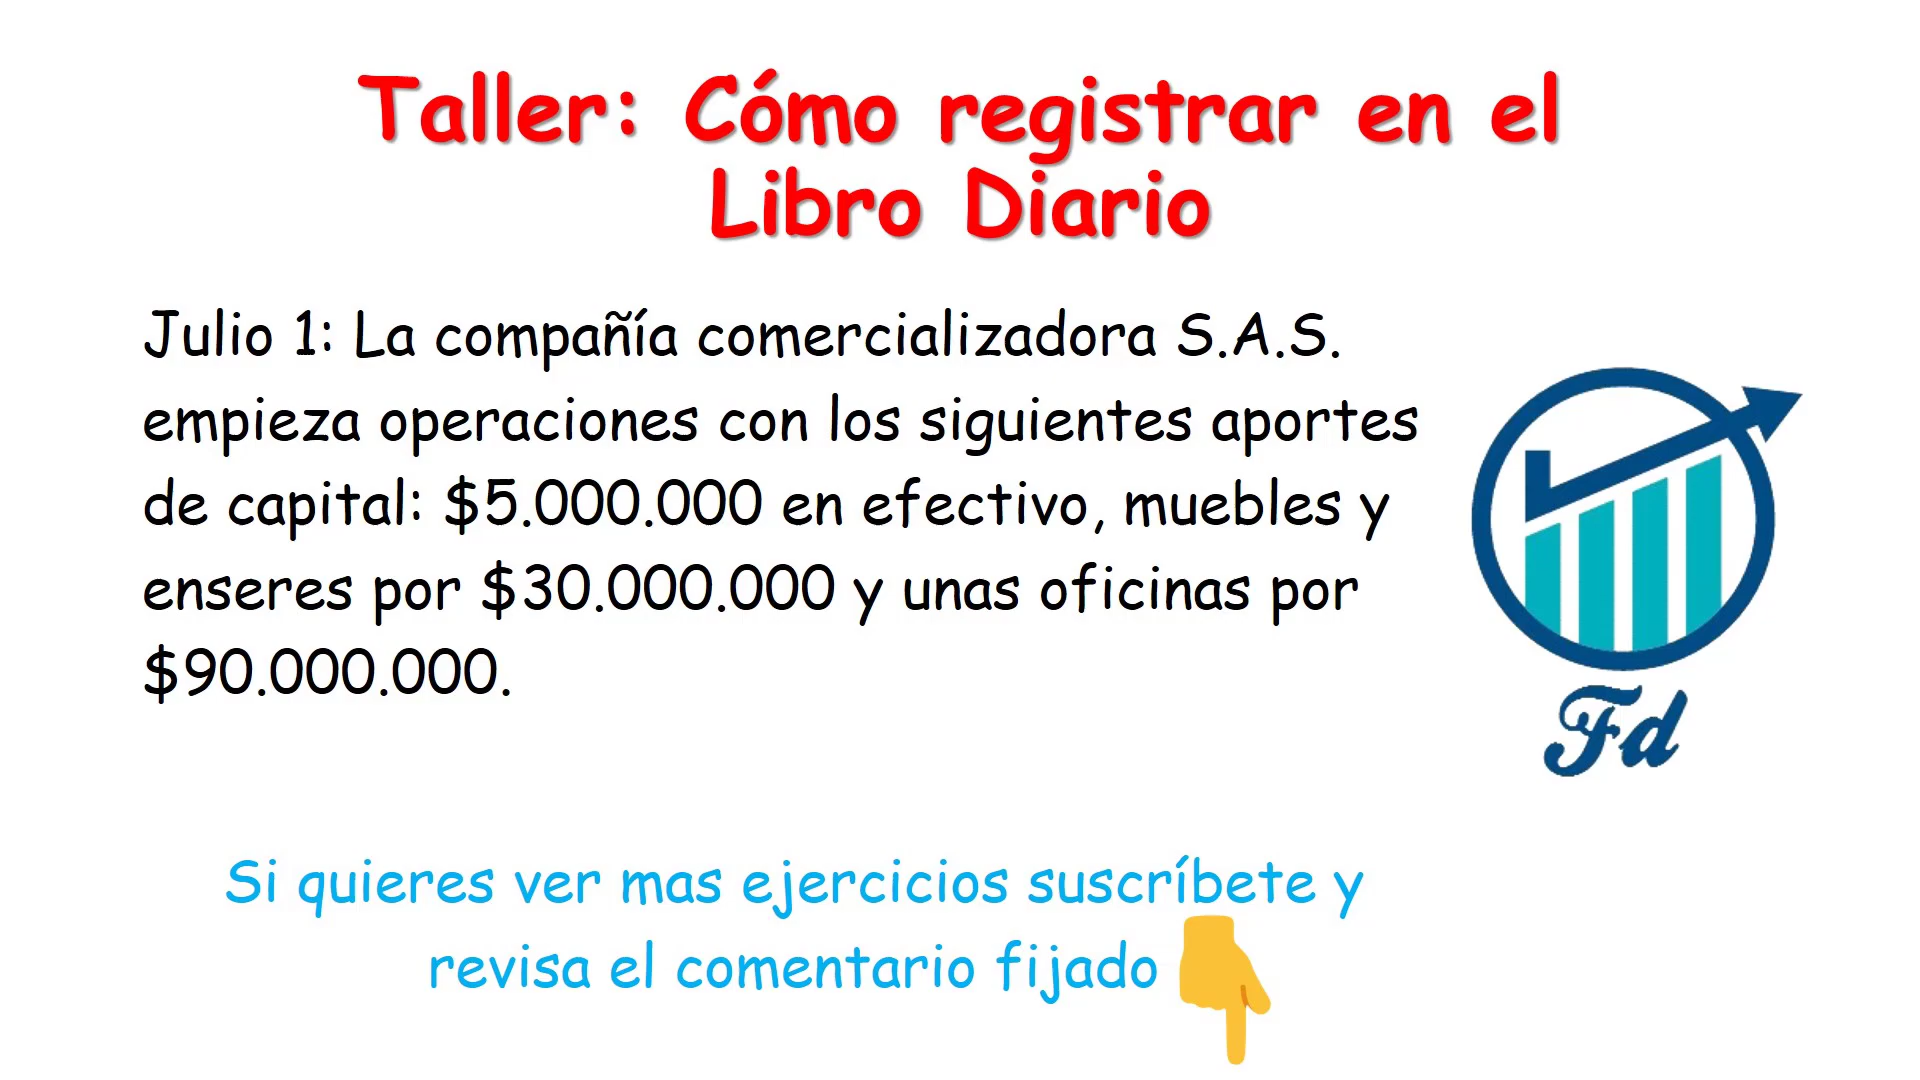 Taller: Cómo registrar en el
Libro Diario
Julio 1: La compañía comercializadora S.A.S.
empieza operaciones con los siguientes aportes
de capital: $5.000.000 en efectivo, muebles y
enseres por $30.000.000 y unas oficinas por
$90.000.000.
Fd
Si quieres ver mas ejercicios suscríbete y
revisa el comentario fijado